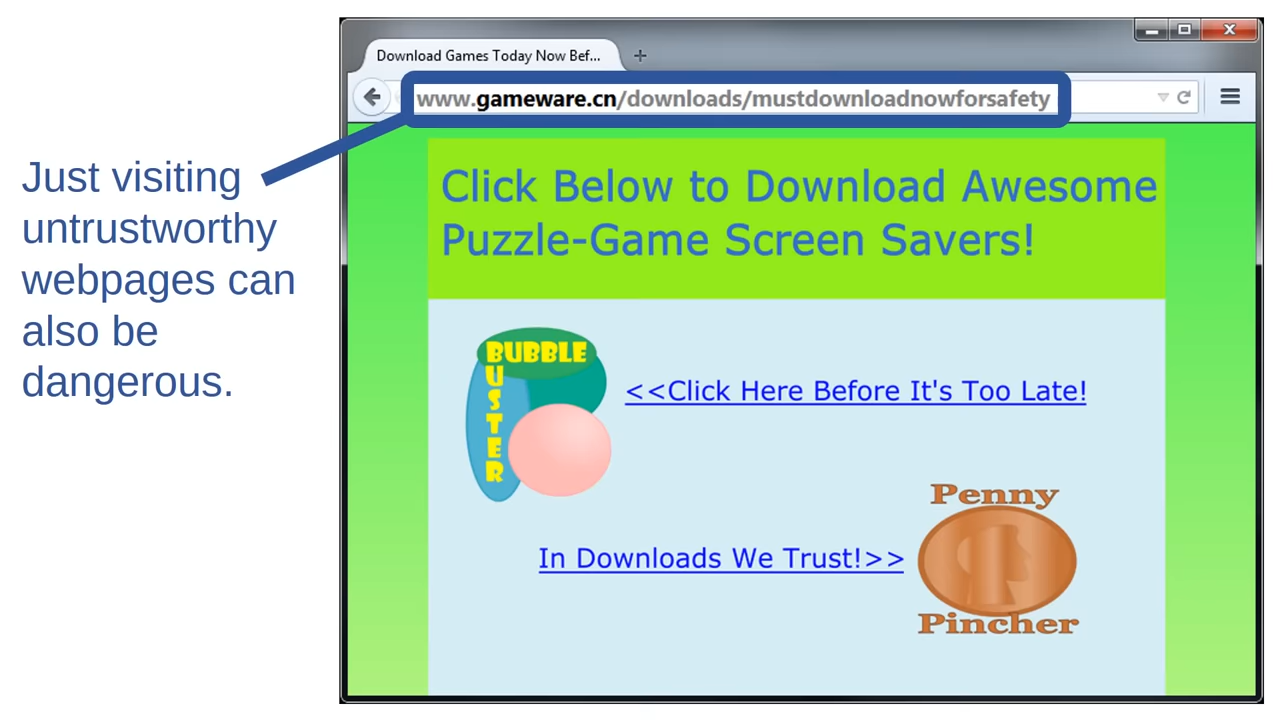 Download Games Today Now Bef...
www.gameware.cn/downloads/mustdownloadnowforsafety
Just visiting
untrustworthy
webpages can
also be
dangerous.
Click Below to Download Awesome
Puzzle-Game Screen Savers!
BUBBLE
BUSTER
<<Click Here Before It's Too Late!
Penny
In Downloads We Trust!>>
Pincher